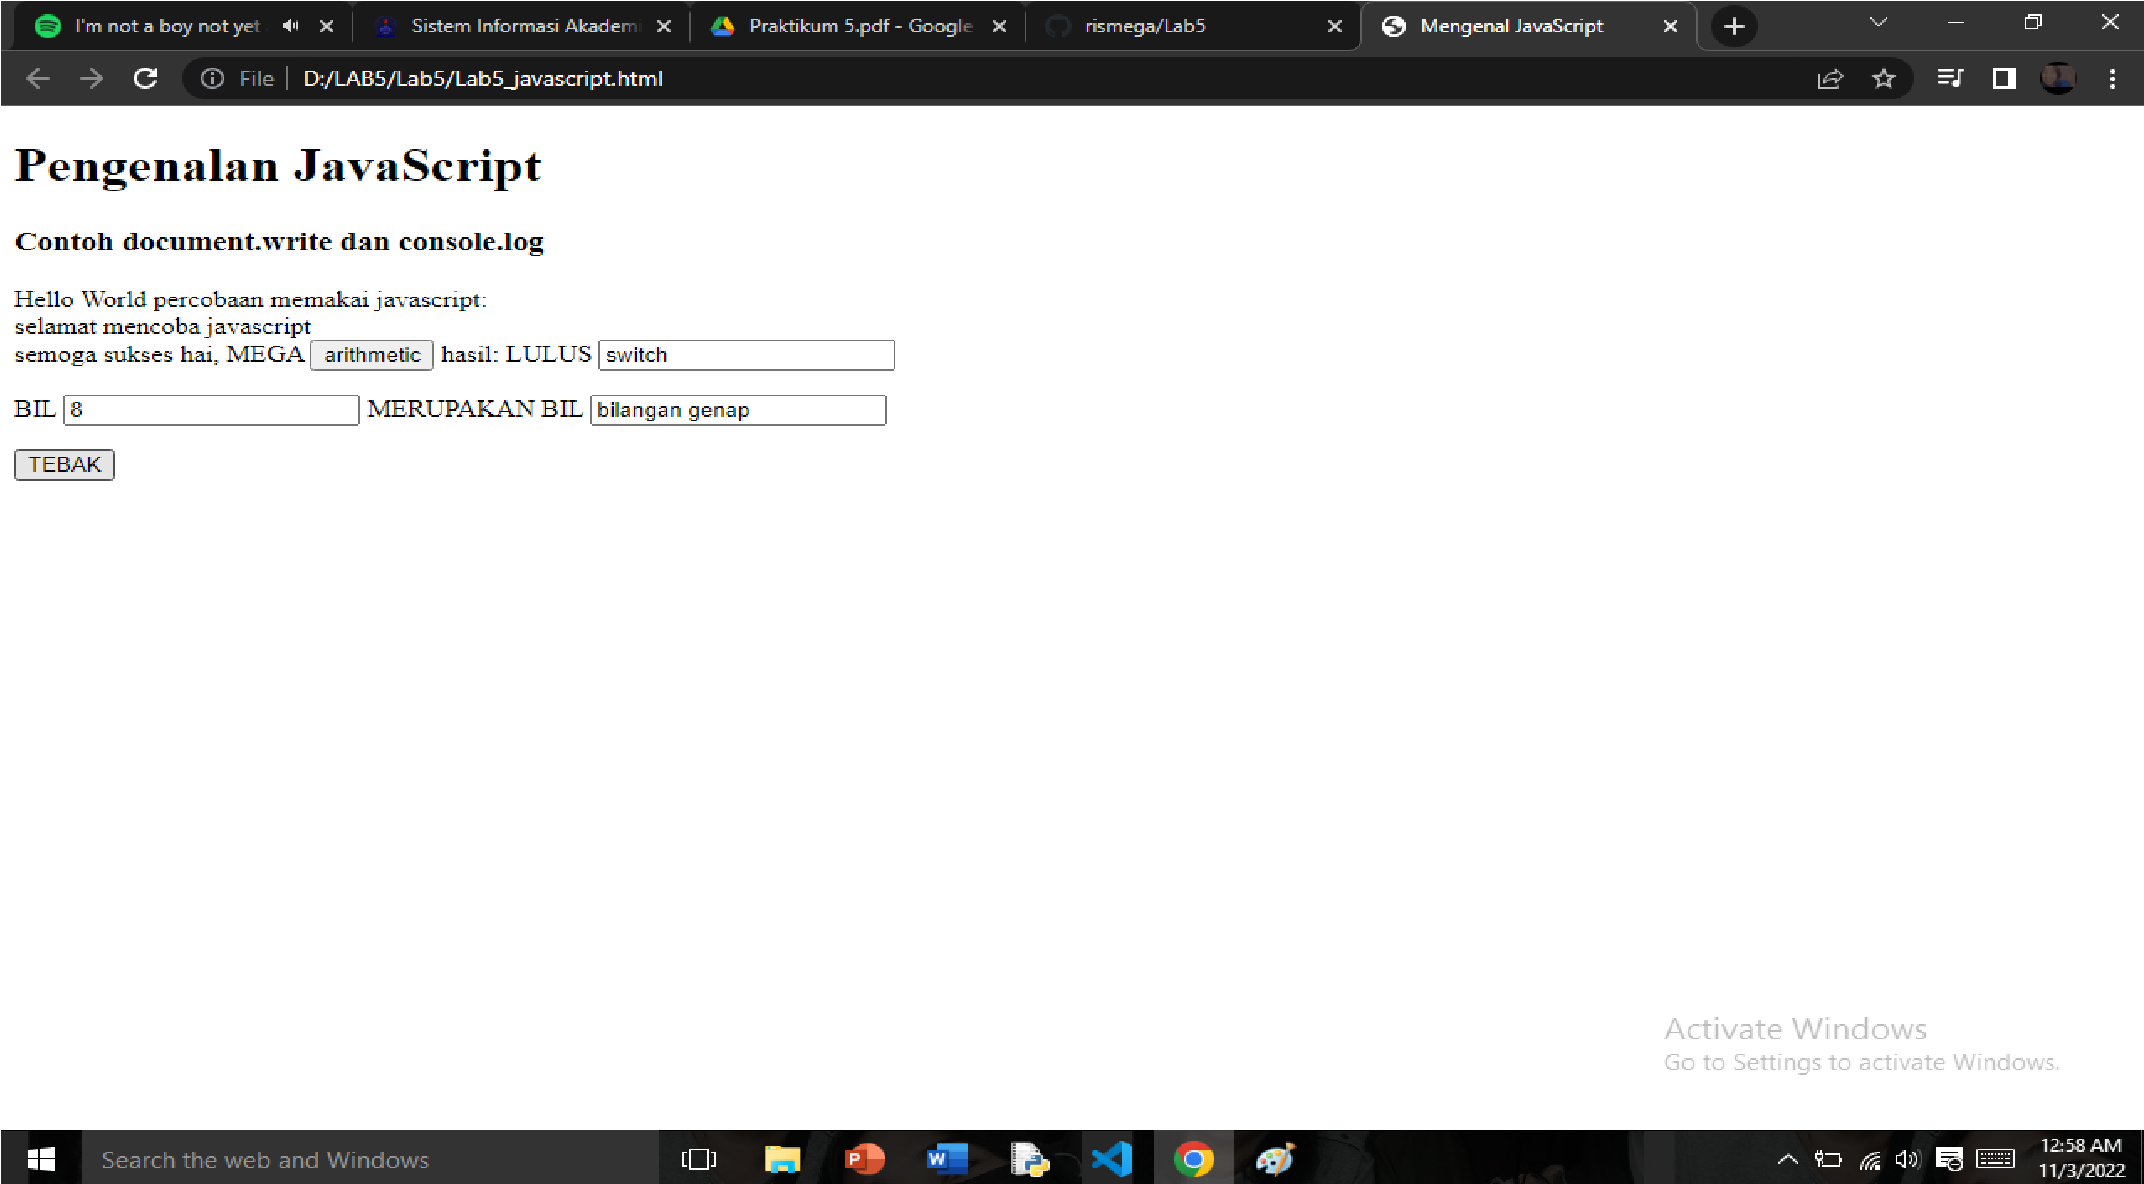 I'm not a boy not yet
Sistem Informasi Akademi
Praktikum 5.pdf - Google
rismega/Lab5
Mengenal JavaScript
File | D:/LAB5/Lab5/Lab5_javascript.html
Pengenalan JavaScript
Contoh document.write dan console.log
Hello World percobaan memakai javascript:
selamat mencoba javascript
semoga sukses hai, MEGA arithmetic hasil: LULUS switch
BIL 8 MERUPAKAN BIL bilangan genap
TEBAK
Activate Windows
Go to Settings to activate Windows.
Search the web and Windows
12:58 AM
11/3/2022